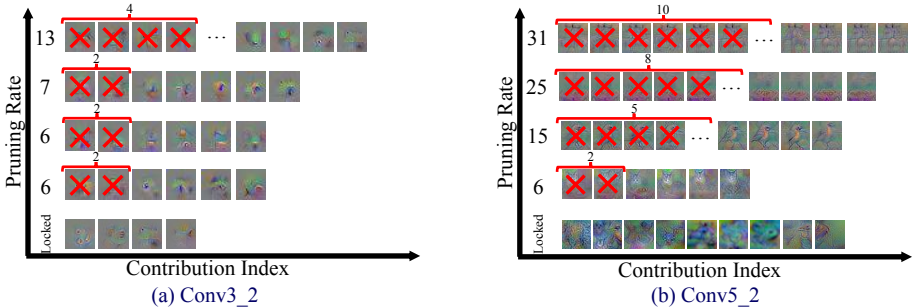 Pruning Rate
13
4
...
7
2
6
2
6
2
Locked
Contribution Index
(a) Conv3_2
Pruning Rate
31
10
...
25
8
...
15
5
...
6
2
Locked
Contribution Index
(b) Conv5_2